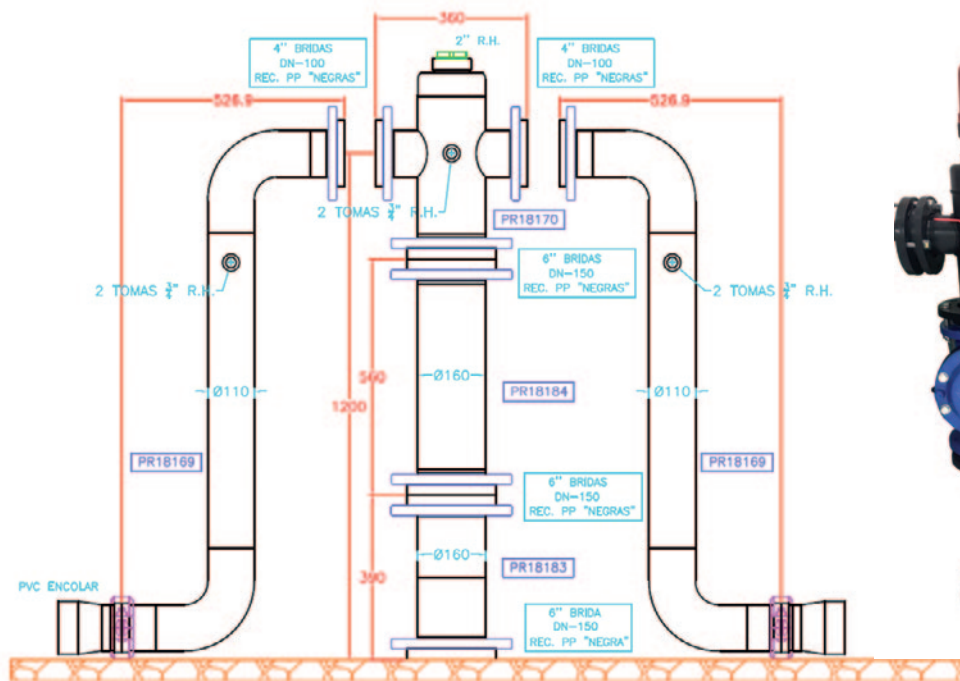 360
2" R.H.
4" BRIDAS
DN-100
REC. PP "NEGRAS"
4" BRIDAS
DN-100
REC. PP "NEGRAS"
526.9
526.9
2 TOMAS ¾" R.H.
PR18170
6" BRIDAS
DN-150
REC. PP "NEGRAS"
2 TOMAS ¾" R.H.
2 TOMAS ¾" R.H.
560
1200
Ø110
Ø160
PR18184
Ø110
PR18169
PR18169
6" BRIDAS
DN-150
REC. PP "NEGRAS"
Ø160
PR18183
390
PVC ENCOLAR
6" BRIDA
DN-150
REC. PP "NEGRA"